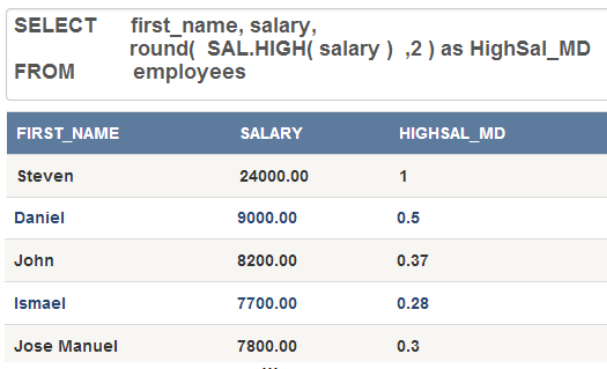 SELECT first_name, salary,
round( SAL.HIGH( salary ) ,2 ) as HighSal_MD
FROM employees
FIRST_NAME SALARY HIGHSAL_MD
Steven 24000.00 1
Daniel 9000.00 0.5
John 8200.00 0.37
Ismael 7700.00 0.28
Jose Manuel 7800.00 0.3
...